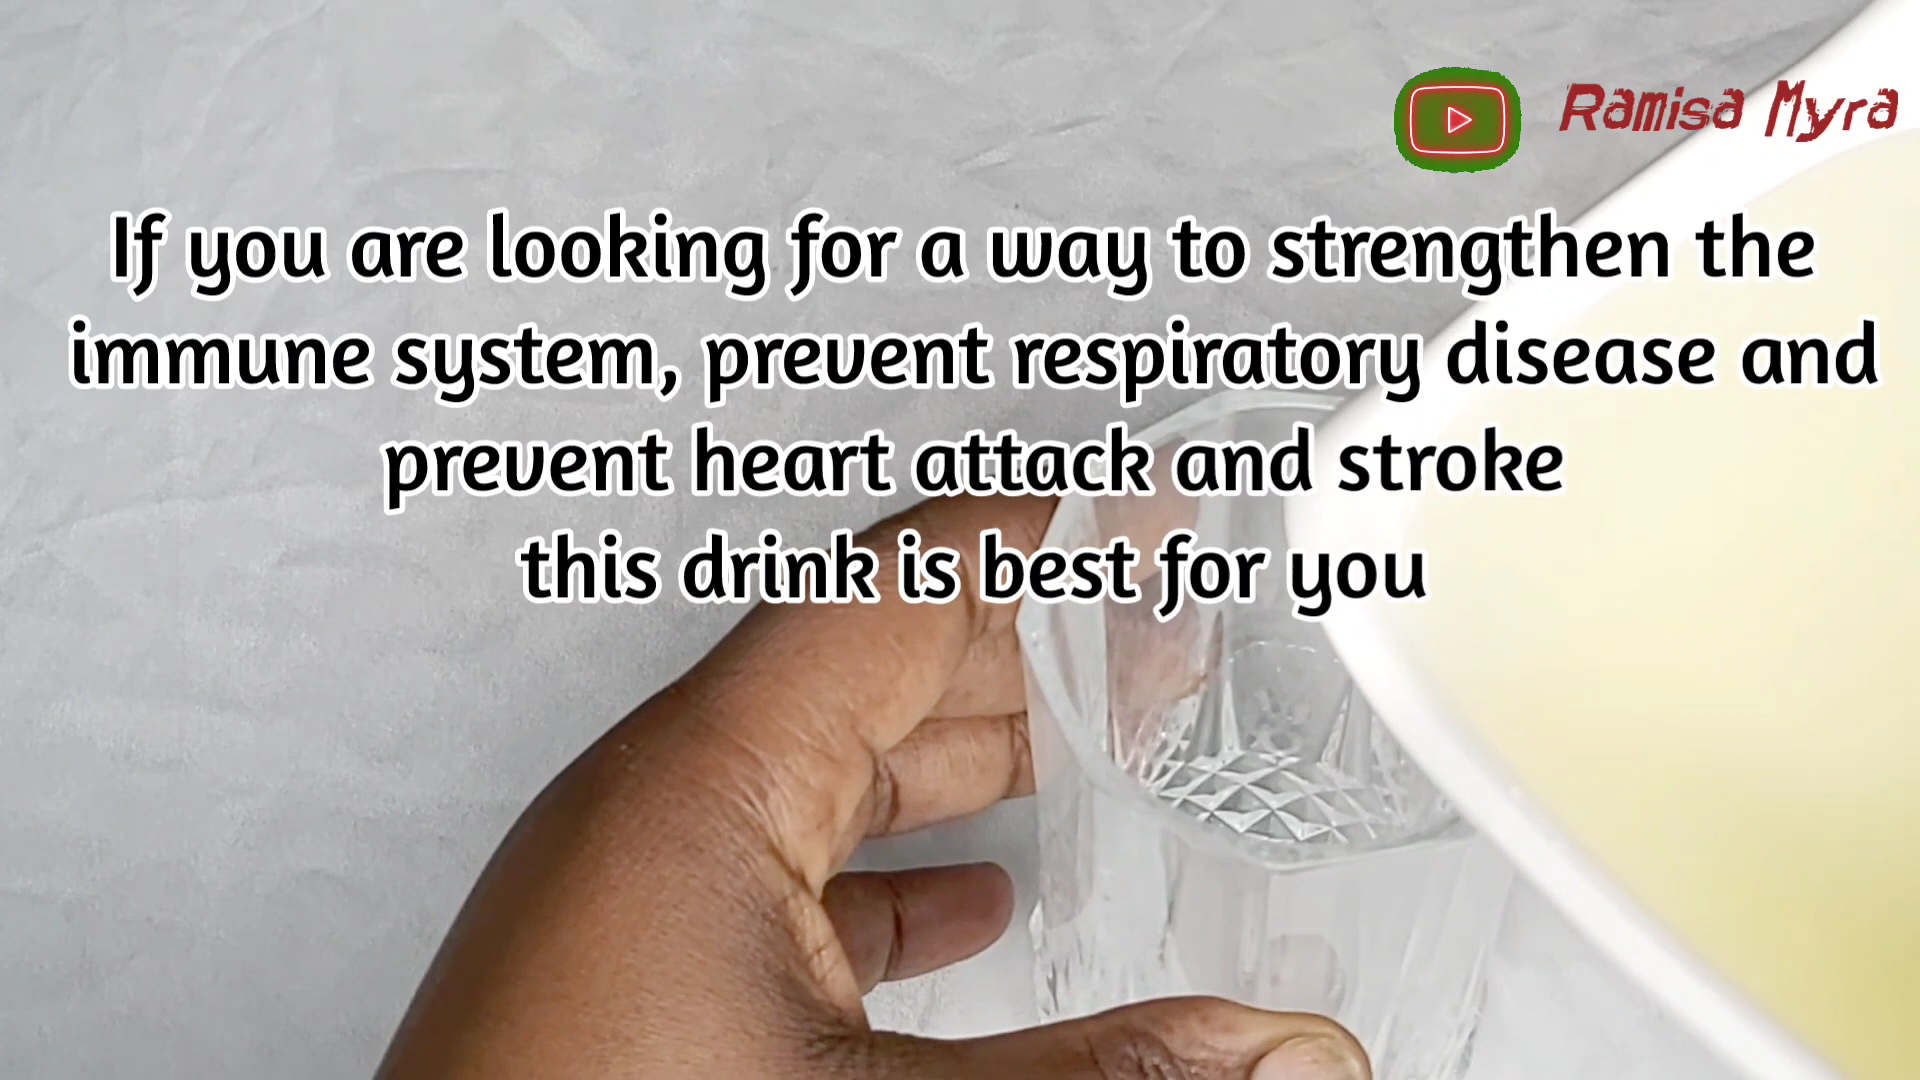 Ramisa Myra
If you are looking for a way to strengthen the
immune system, prevent respiratory disease and
prevent heart attack and stroke
this drink is best for you